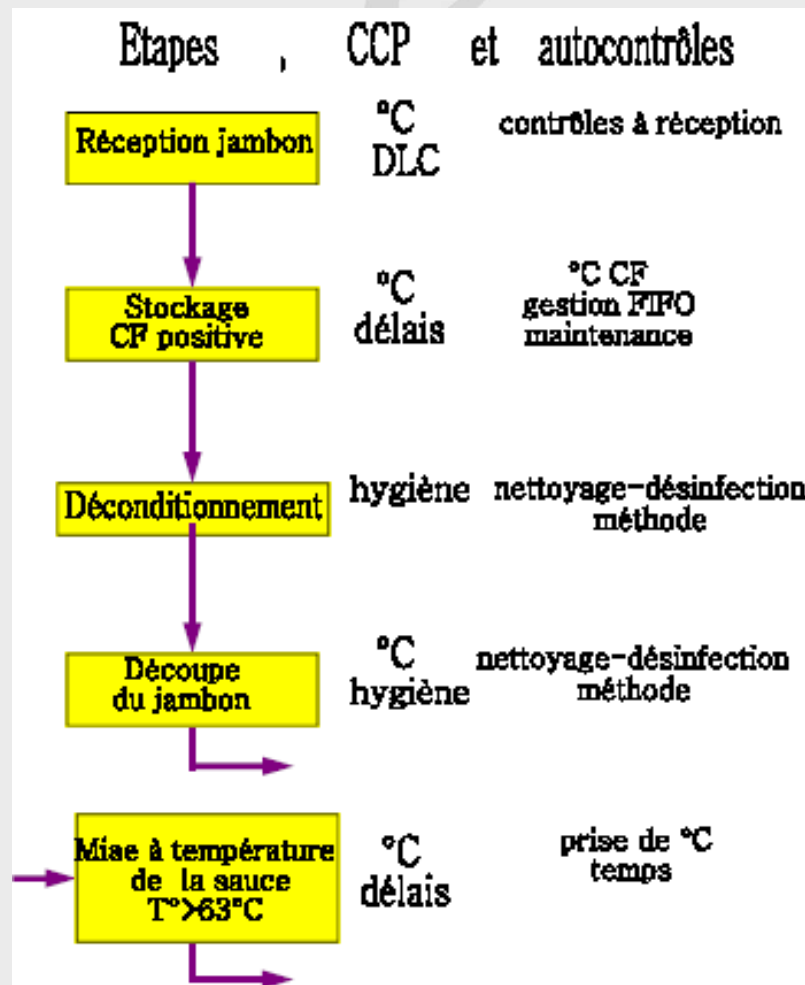 Etapes , CCP et autocontrôles
Réception jambon
°C
DLC
contrôles à réception
Stockage
CF positive
°C
délais
°C CF
gestion FIFO
maintenance
Déconditionnement
hygiène
nettoyage-désinfection
méthode
Découpe
du jambon
°C
hygiène
nettoyage-désinfection
méthode
Mise à température
de la sauce
T°>63°C
°C
délais
prise de °C
temps